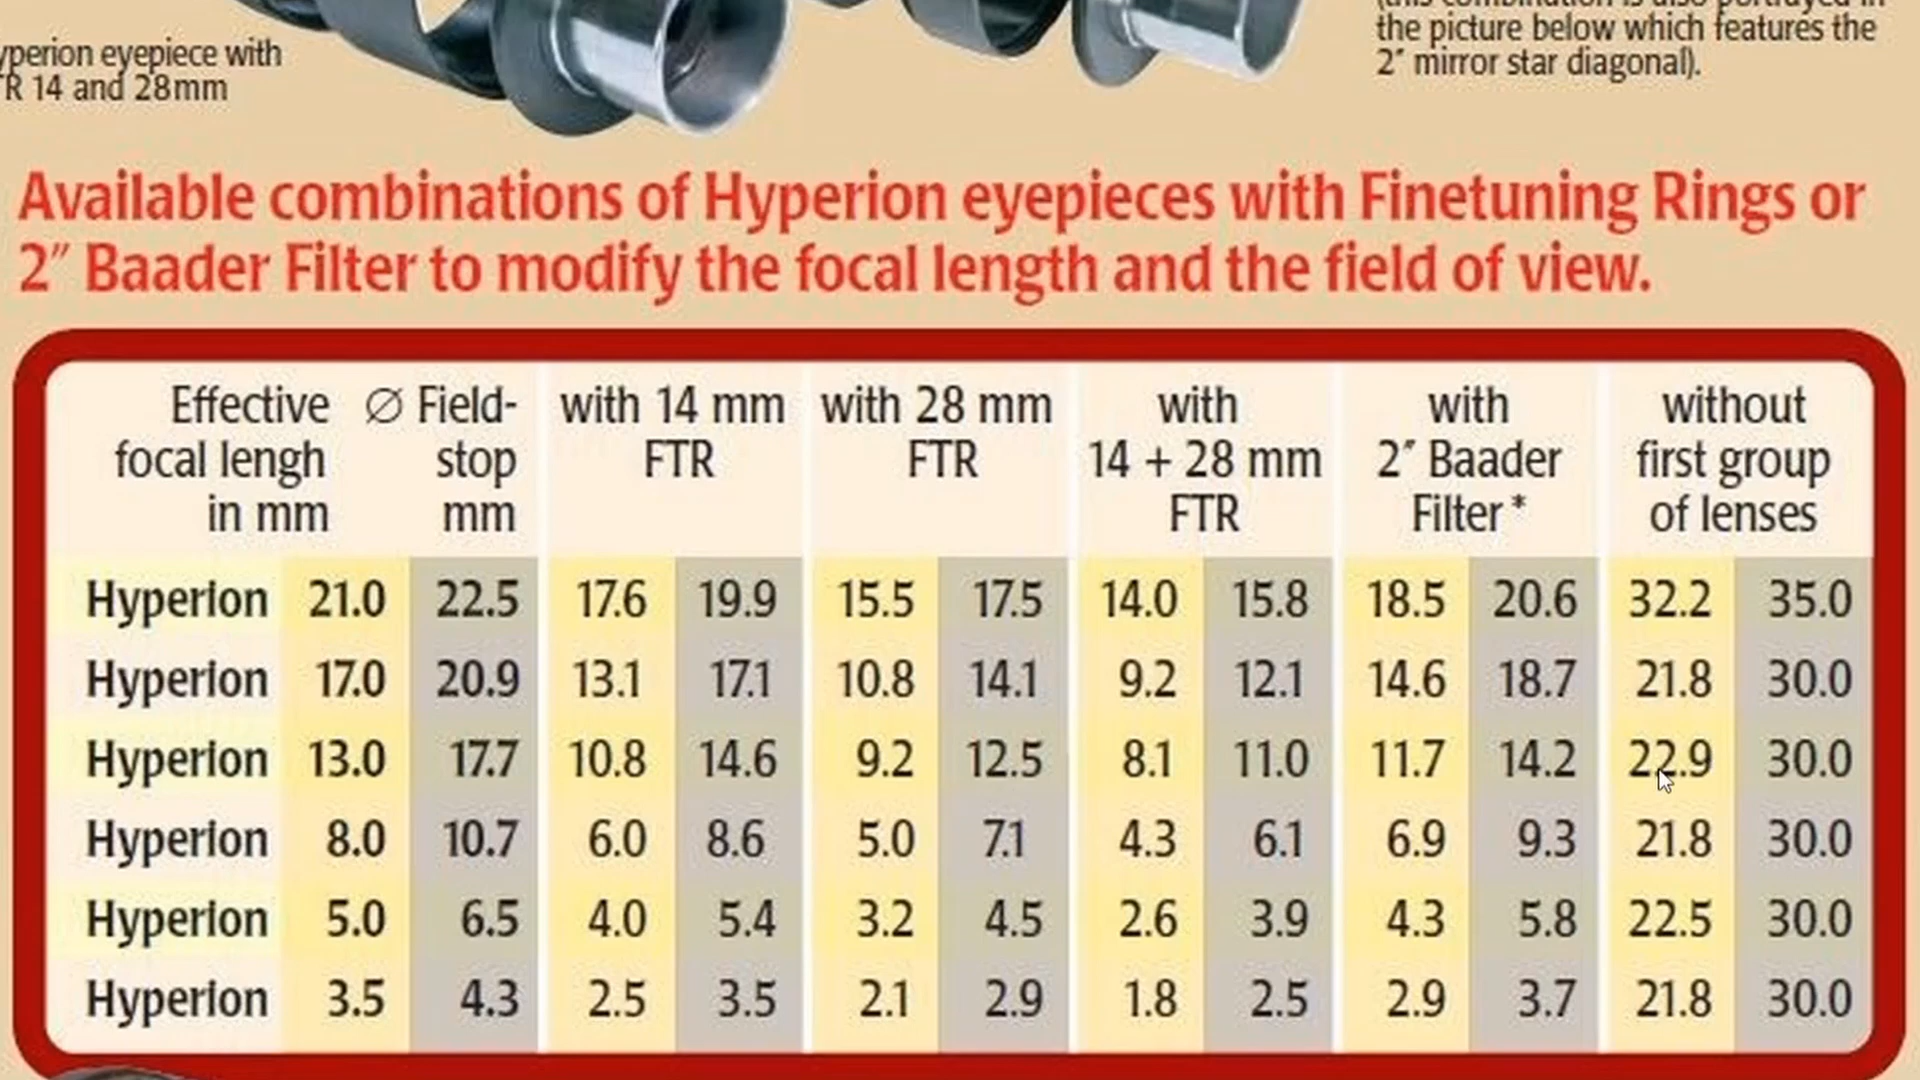 yperion eyepiece with
R 14 and 28mm
(this combination is also portrayed in
the picture below which features the
2" mirror star diagonal).
Available combinations of Hyperion eyepieces with Finetuning Rings or
2" Baader Filter to modify the focal length and the field of view.
Effective focal lengh in mm
Ø Field-stop mm
with 14 mm FTR
with 28 mm FTR
with 14 + 28 mm FTR
with 2" Baader Filter *
without first group of lenses
Hyperion 21.0 22.5 17.6 19.9 15.5 17.5 14.0 15.8 18.5 20.6 32.2 35.0
Hyperion 17.0 20.9 13.1 17.1 10.8 14.1 9.2 12.1 14.6 18.7 21.8 30.0
Hyperion 13.0 17.7 10.8 14.6 9.2 12.5 8.1 11.0 11.7 14.2 22.9 30.0
Hyperion 8.0 10.7 6.0 8.6 5.0 7.1 4.3 6.1 6.9 9.3 21.8 30.0
Hyperion 5.0 6.5 4.0 5.4 3.2 4.5 2.6 3.9 4.3 5.8 22.5 30.0
Hyperion 3.5 4.3 2.5 3.5 2.1 2.9 1.8 2.5 2.9 3.7 21.8 30.0